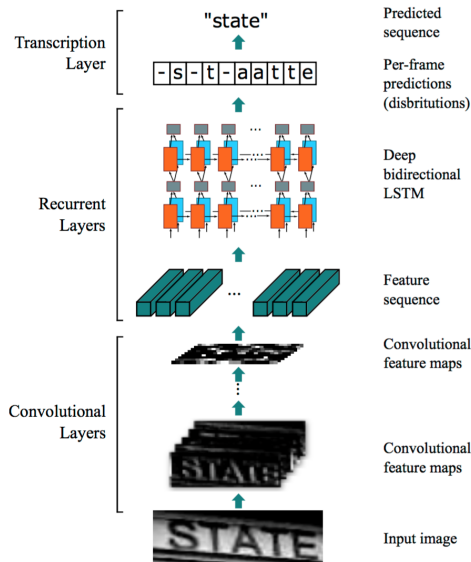 Transcription
Layer
"state"
Predicted
sequence
- s - t - a a t t e
Per-frame
predictions
(disbritutions)
Recurrent
Layers
...
...
...
...
Deep
bidirectional
LSTM
...
Feature
sequence
Convolutional
Layers
Convolutional
feature maps
STATE
Convolutional
feature maps
STATE
Input image